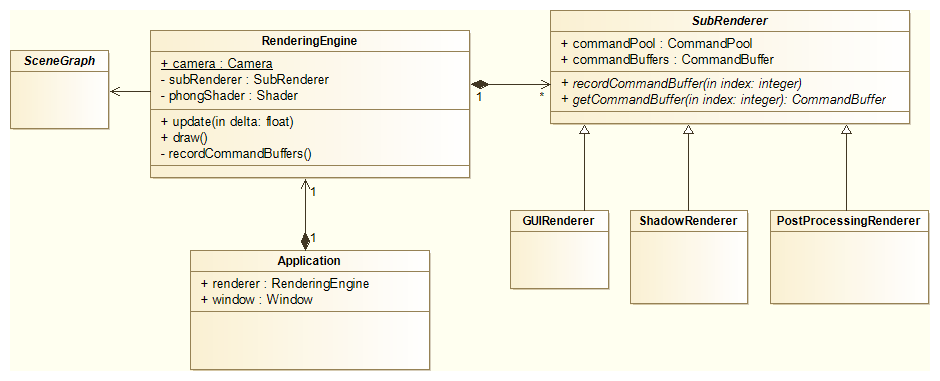 SceneGraph
RenderingEngine
+ camera : Camera
- subRenderer : SubRenderer
- phongShader : Shader
+ update(in delta: float)
+ draw()
- recordCommandBuffers()
1
*
SubRenderer
+ commandPool : CommandPool
+ commandBuffers : CommandBuffer
+ recordCommandBuffer(in index: integer)
+ getCommandBuffer(in index: integer): CommandBuffer
1
1
GUIRenderer
ShadowRenderer
PostProcessingRenderer
Application
+ renderer : RenderingEngine
+ window : Window